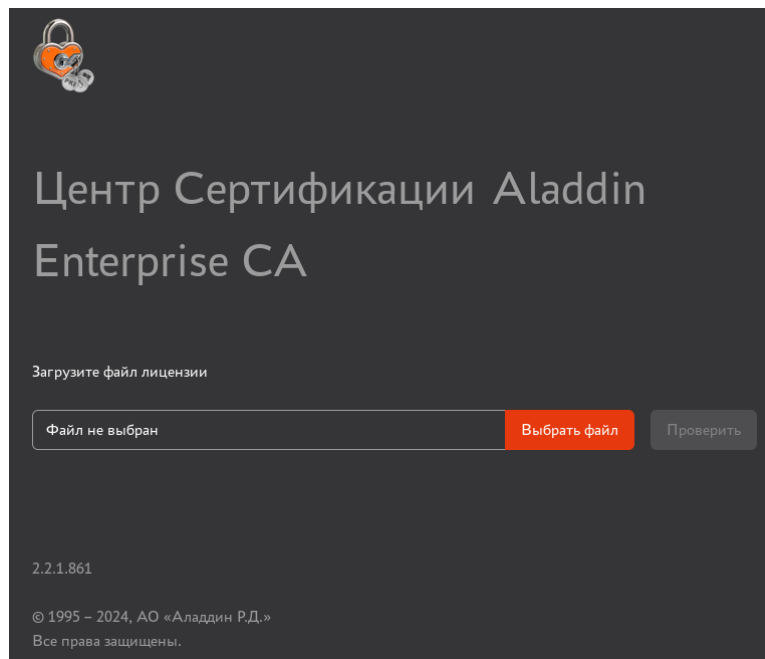 Центр Сертификации Aladdin
Enterprise CA
Загрузите файл лицензии
Файл не выбран
Выбрать файл
Проверить
2.2.1.861
© 1995 – 2024, АО «Аладдин Р.Д.»
Все права защищены.